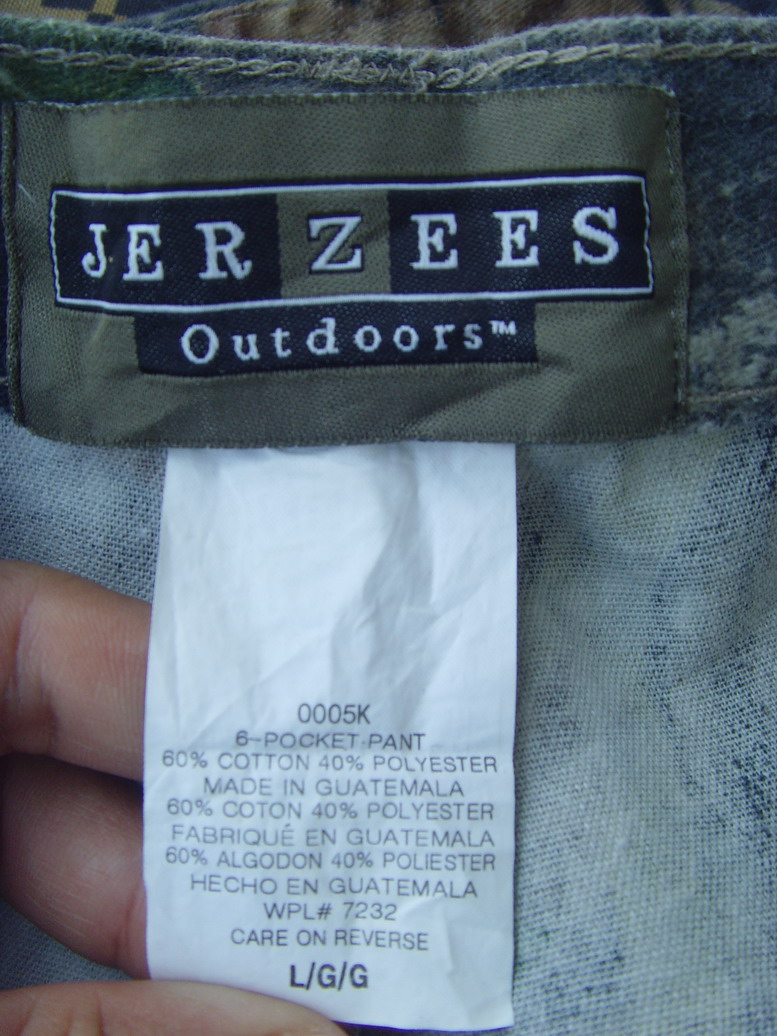 JERZEES
Outdoors™
0005K
6-POCKET PANT
60% COTTON 40% POLYESTER
MADE IN GUATEMALA
60% COTON 40% POLYESTER
FABRIQUÉ EN GUATEMALA
60% ALGODON 40% POLIESTER
HECHO EN GUATEMALA
WPL# 7232
CARE ON REVERSE
L/G/G